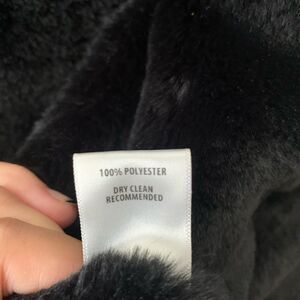 100% POLYESTER
DRY CLEAN
RECOMMENDED